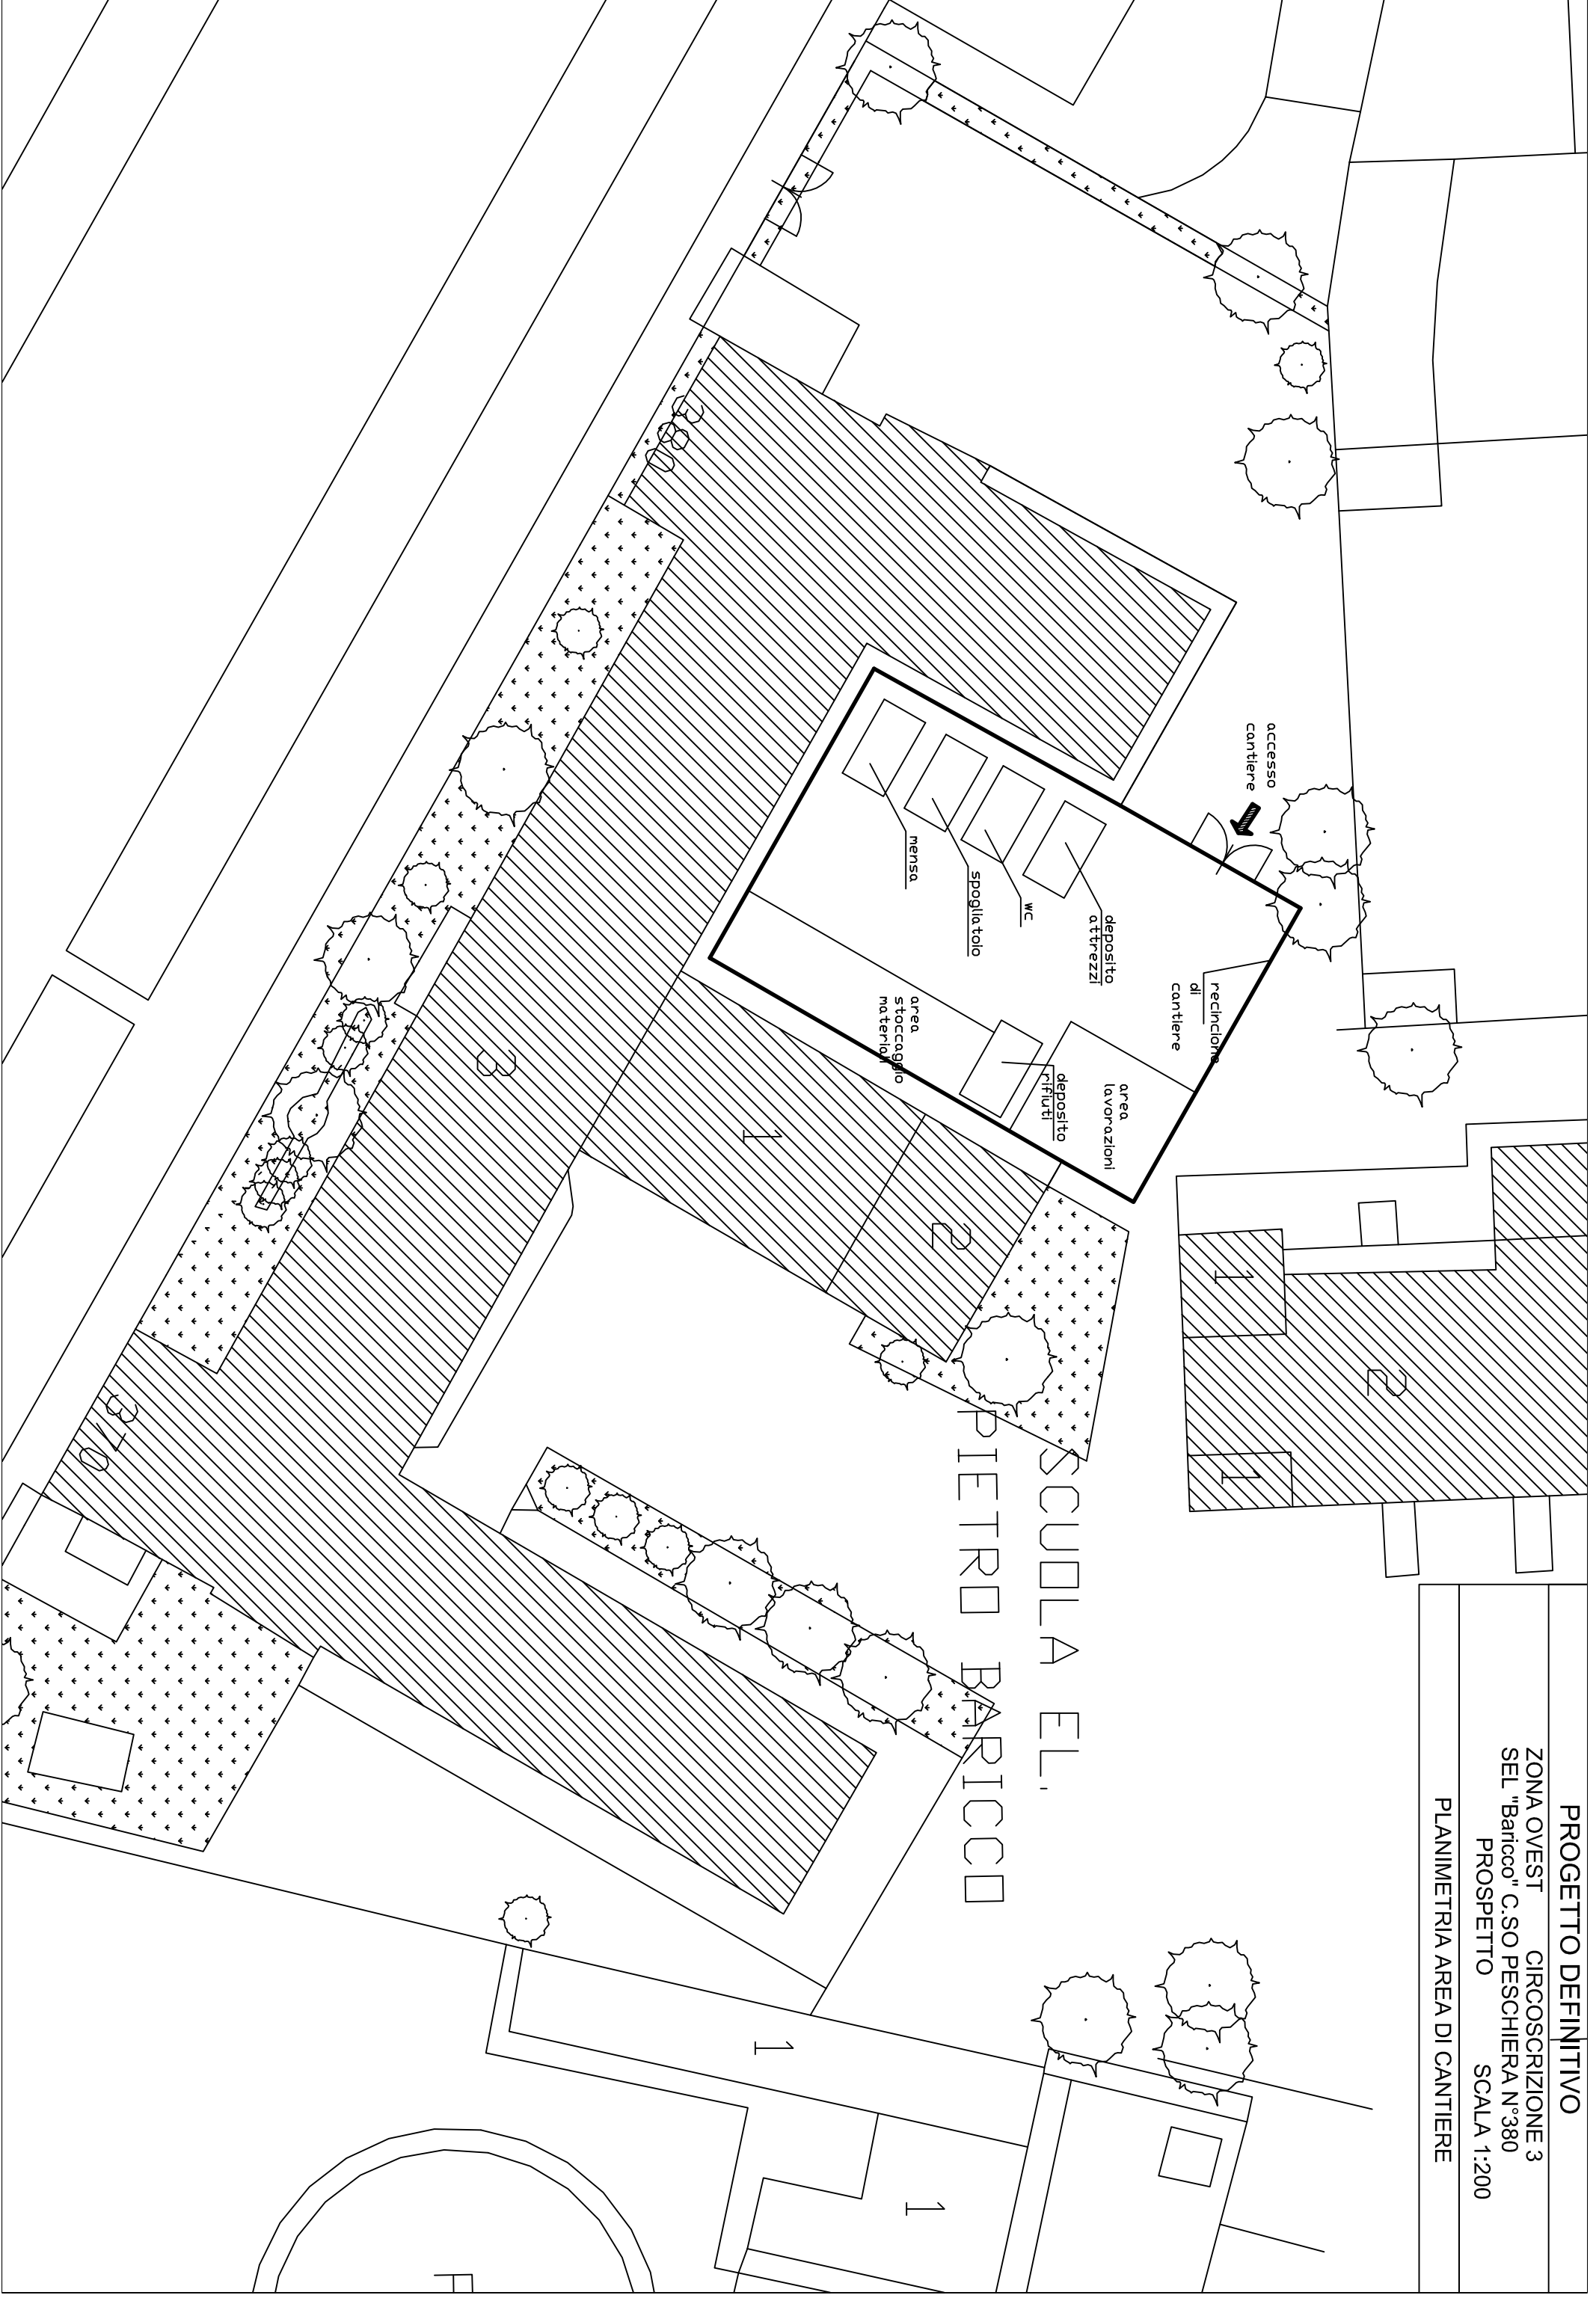 PROGETTO DEFINITIVO
ZONA OVEST CIRCOSCRIZIONE 3
SEL "Baricco" C.SO PESCHIERA N°380
PROSPETTO SCALA 1:200
PLANIMETRIA AREA DI CANTIERE
accesso
cantiere
recinzione
di
cantiere
area
lavorazioni
deposito
attrezzi
wc
spogliatoio
mensa
deposito
rifiuti
area
stoccaggio
materiali
SCUOLA EL.
PIETRO BARICCO
380
370
3
1
2
1
2
1
1
1